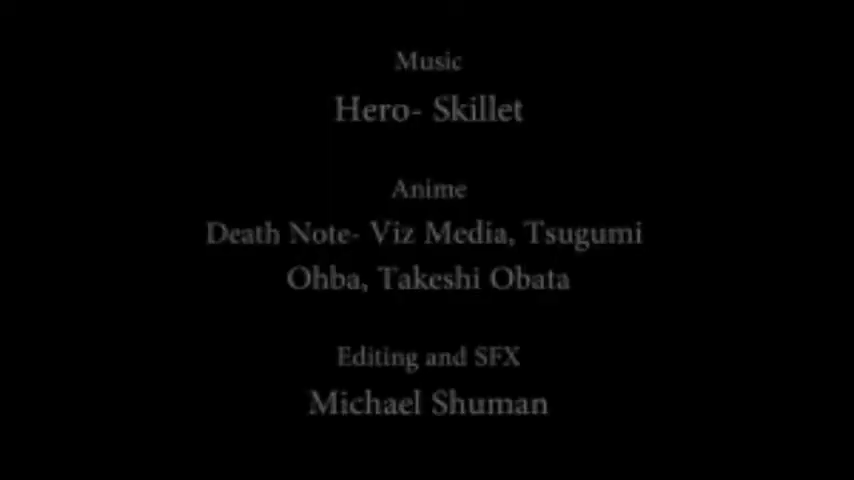 Music
Hero- Skillet
Anime
Death Note- Viz Media, Tsugumi
Ohba, Takeshi Obata
Editing and SFX
Michael Shuman